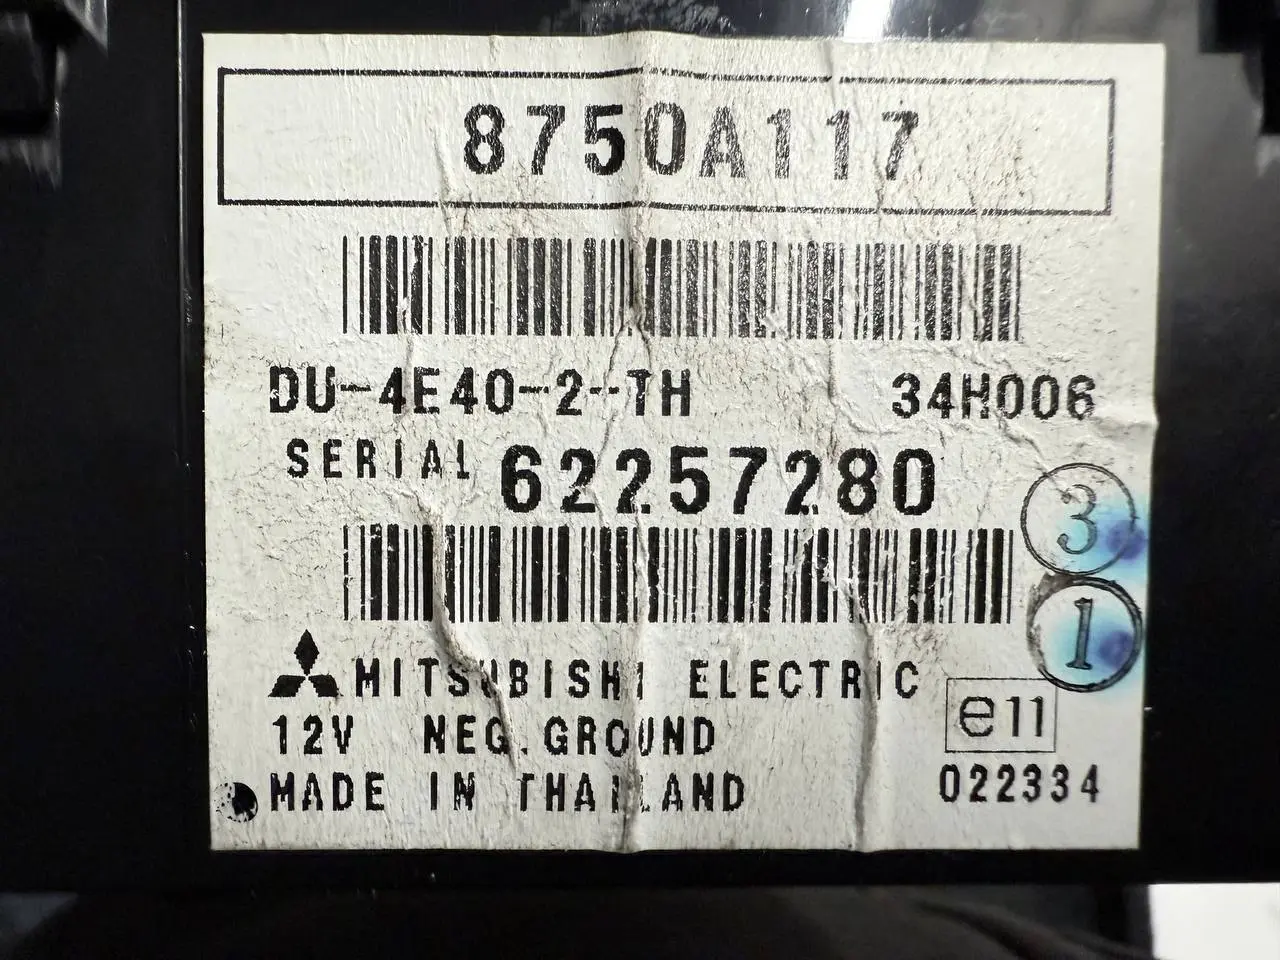 8750A117
DU-4E40-2-TH 34H006
SERIAL 62257280
3
1
MITSUBISHI ELECTRIC
e11
12V NEG.GROUND
MADE IN THAILAND 022334